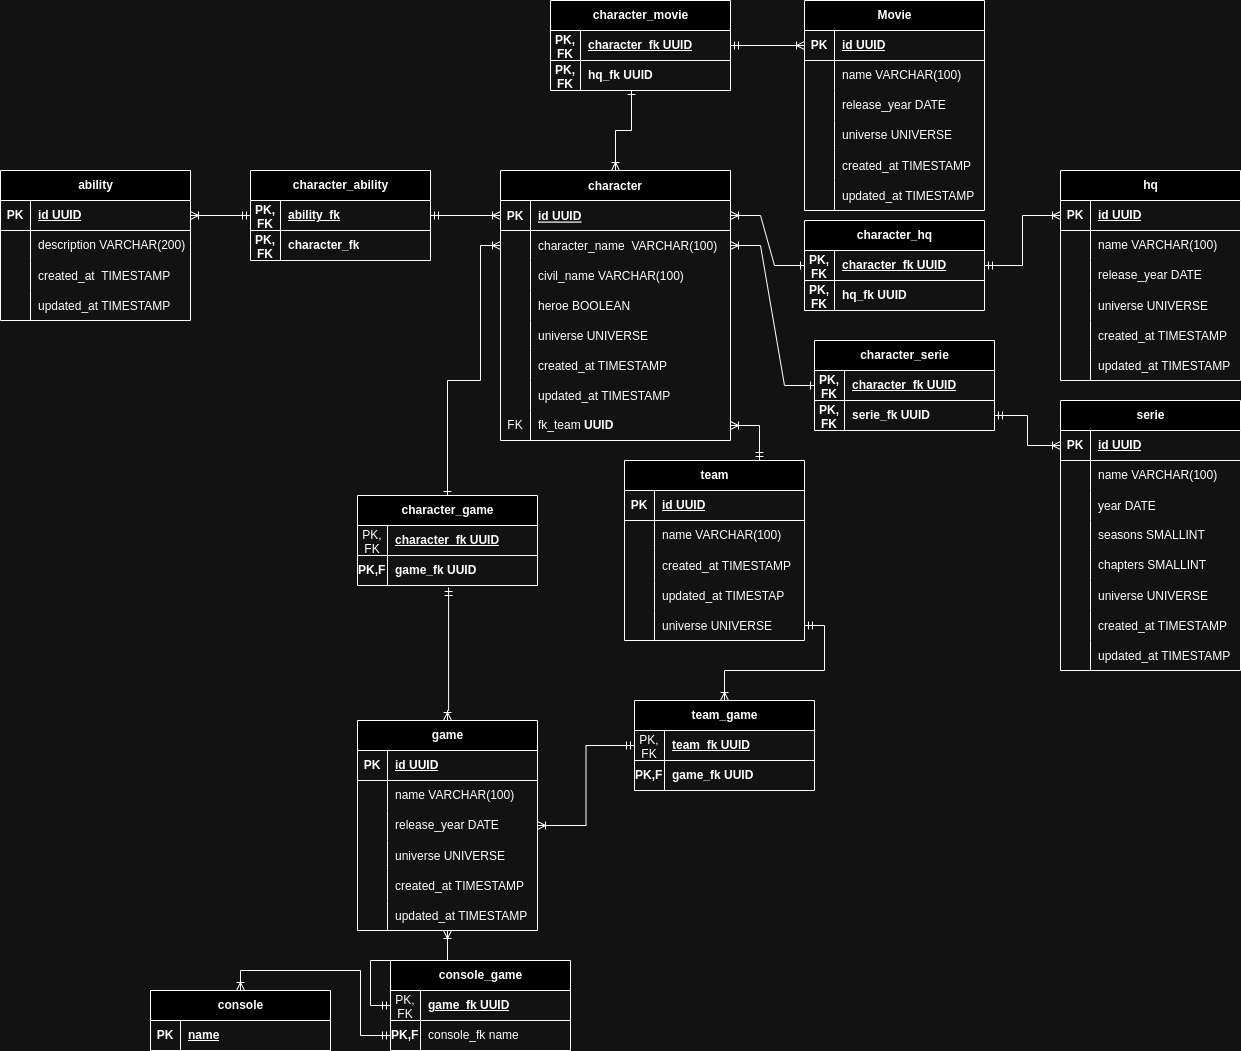 character_movie
PK,
FK
character_fk UUID
PK,
FK
hq_fk UUID
Movie
PK
id UUID
name VARCHAR(100)
release_year DATE
universe UNIVERSE
created_at TIMESTAMP
updated_at TIMESTAMP
ability
PK
id UUID
description VARCHAR(200)
created_at  TIMESTAMP
updated_at TIMESTAMP
character_ability
PK,
FK
ability_fk
PK,
FK
character_fk
character
PK
id UUID
character_name  VARCHAR(100)
civil_name VARCHAR(100)
heroe BOOLEAN
universe UNIVERSE
created_at TIMESTAMP
updated_at TIMESTAMP
FK
fk_team UUID
character_hq
PK,
FK
character_fk UUID
PK,
FK
hq_fk UUID
hq
PK
id UUID
name VARCHAR(100)
release_year DATE
universe UNIVERSE
created_at TIMESTAMP
updated_at TIMESTAMP
character_serie
PK,
FK
character_fk UUID
PK,
FK
serie_fk UUID
serie
PK
id UUID
name VARCHAR(100)
year DATE
seasons SMALLINT
chapters SMALLINT
universe UNIVERSE
created_at TIMESTAMP
updated_at TIMESTAMP
team
PK
id UUID
name VARCHAR(100)
created_at TIMESTAMP
updated_at TIMESTAP
universe UNIVERSE
character_game
PK,
FK
character_fk UUID
PK,F
game_fk UUID
team_game
PK,
FK
team_fk UUID
PK,F
game_fk UUID
game
PK
id UUID
name VARCHAR(100)
release_year DATE
universe UNIVERSE
created_at TIMESTAMP
updated_at TIMESTAMP
console_game
PK,
FK
game_fk UUID
PK,F
console_fk name
console
PK
name